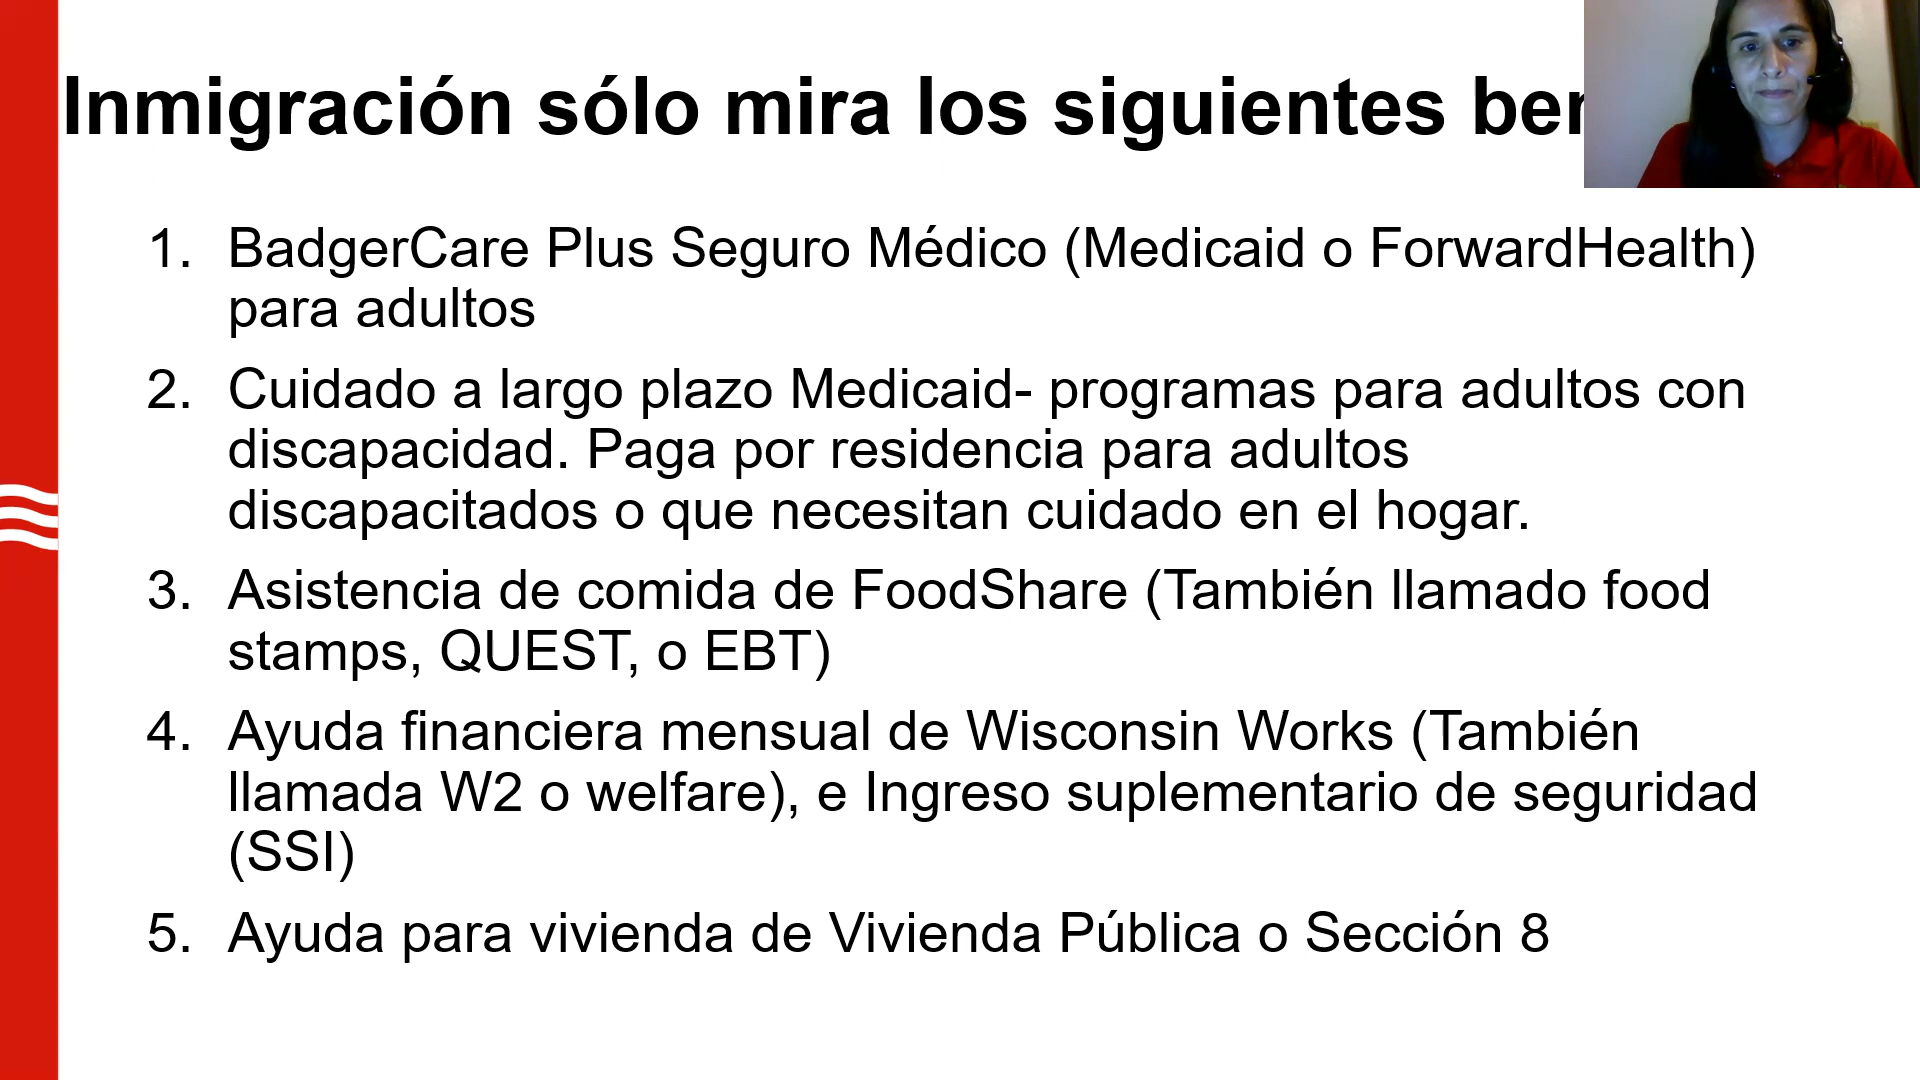 Inmigración sólo mira los siguientes
1. BadgerCare Plus Seguro Médico (Medicaid o ForwardHealth)
para adultos
2. Cuidado a largo plazo Medicaid- programas para adultos con
discapacidad. Paga por residencia para adultos
discapacitados o que necesitan cuidado en el hogar.
3. Asistencia de comida de FoodShare (También llamado food
stamps, QUEST, o EBT)
4. Ayuda financiera mensual de Wisconsin Works (También
llamada W2 o welfare), e Ingreso suplementario de seguridad
(SSI)
5. Ayuda para vivienda de Vivienda Pública o Sección 8